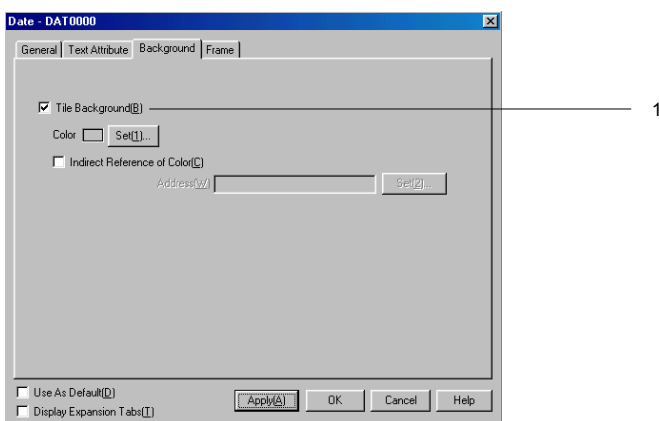 Date - DAT0000
General Text Attribute Background Frame
Tile Background(B) 1
Color Set(1)...
Indirect Reference of Color(C)
Address(W) Set(2)...
Use As Default(D)
Display Expansion Tabs(T)
Apply(A) OK Cancel Help